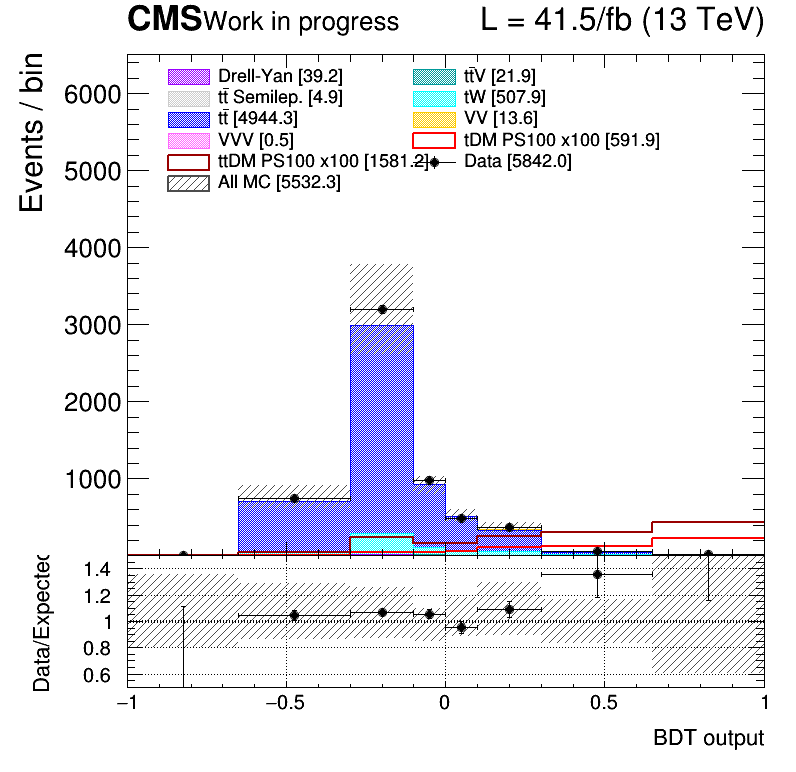 CMS Work in progress L = 41.5/fb (13 TeV)
Events / bin
6000
5000
4000
3000
2000
1000
Drell-Yan [39.2] tt̄V [21.9]
tt̄ Semilep. [4.9] tW [507.9]
tt̄ [4944.3] VV [13.6]
VVV [0.5] tDM PS100 x100 [591.9]
ttDM PS100 x100 [1581.2] Data [5842.0]
All MC [5532.3]
Data/Expected
1.4
1.2
1
0.8
0.6
−1 −0.5 0 0.5 1
BDT output